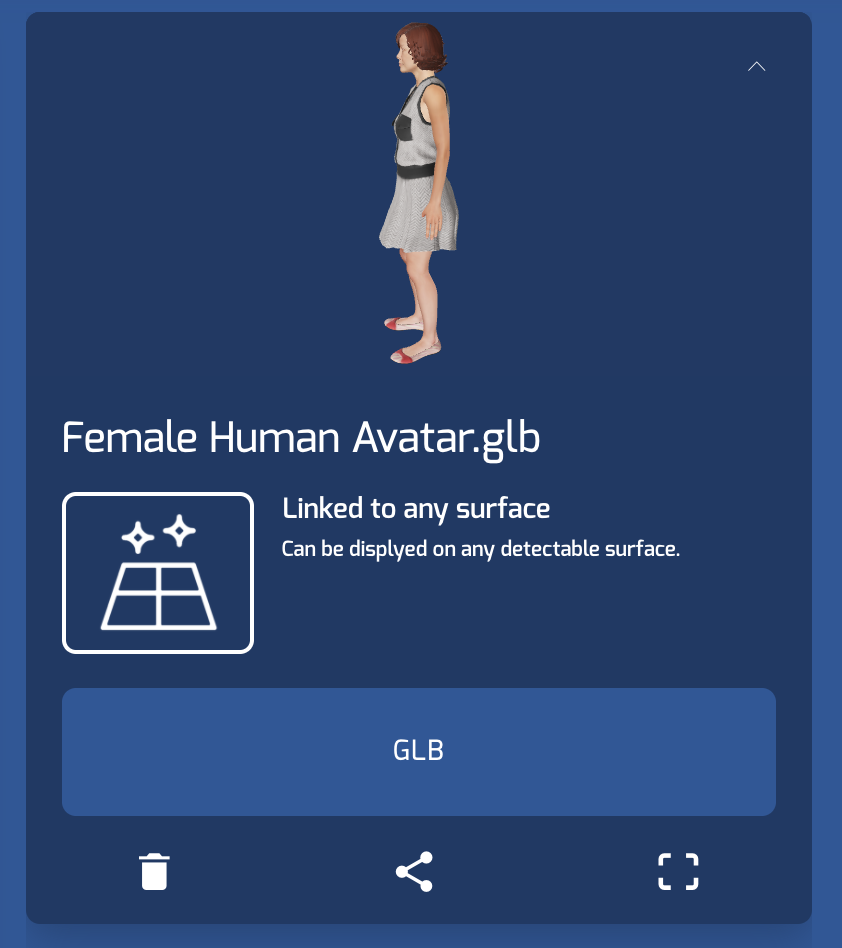 Female Human Avatar.glb
Linked to any surface
Can be displyed on any detectable surface.
GLB